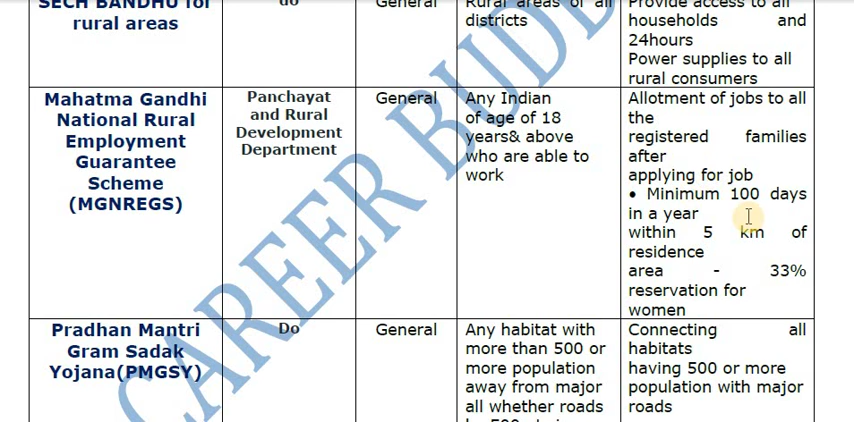 SECH BANDHU for
rural areas
do
General
Rural areas of all
districts
Provide access to all
households and
24hours
Power supplies to all
rural consumers
Mahatma Gandhi
National Rural
Employment
Guarantee
Scheme
(MGNREGS)
Panchayat
and Rural
Development
Department
General
Any Indian
of age of 18
years& above
who are able to
work
Allotment of jobs to all
the
registered families
after
applying for job
• Minimum 100 days
in a year
within 5 km of
residence
area - 33%
reservation for
women
Pradhan Mantri
Gram Sadak
Yojana(PMGSY)
Do
General
Any habitat with
more than 500 or
more population
away from major
all whether roads
Connecting all
habitats
having 500 or more
population with major
roads
CAREER BUDD